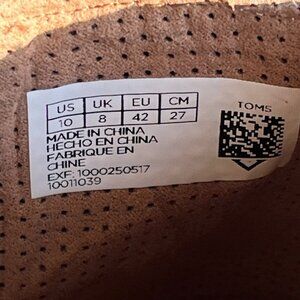 US UK EU CM
10 8 42 27
TOMS
MADE IN CHINA
HECHO EN CHINA
FABRIQUE EN
CHINE
EXF: 1000250517
10011039